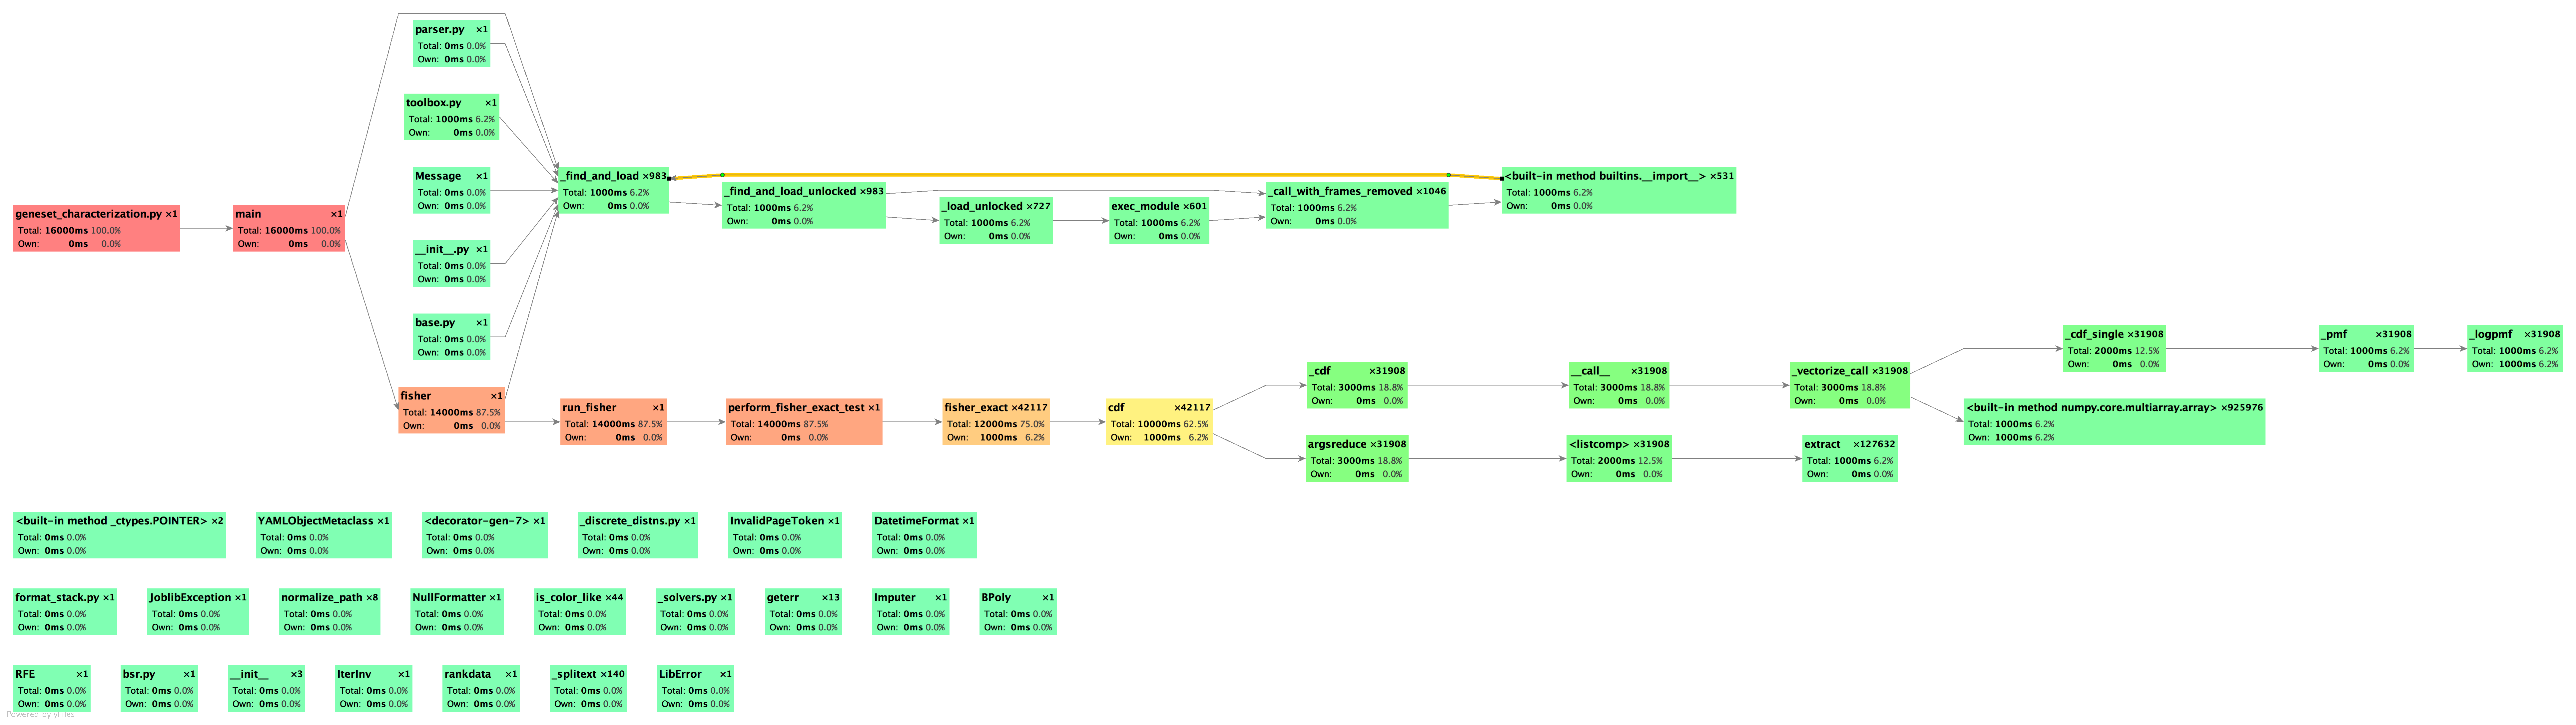 parser.py ×1
Total: 0ms 0.0%
Own: 0ms 0.0%
toolbox.py ×1
Total: 1000ms 6.2%
Own: 0ms 0.0%
Message ×1
Total: 0ms 0.0%
Own: 0ms 0.0%
_find_and_load ×983
Total: 1000ms 6.2%
Own: 0ms 0.0%
_find_and_load_unlocked ×983
Total: 1000ms 6.2%
Own: 0ms 0.0%
_load_unlocked ×727
Total: 1000ms 6.2%
Own: 0ms 0.0%
exec_module ×601
Total: 1000ms 6.2%
Own: 0ms 0.0%
_call_with_frames_removed ×1046
Total: 1000ms 6.2%
Own: 0ms 0.0%
<built-in method builtins.__import__> ×531
Total: 1000ms 6.2%
Own: 0ms 0.0%
geneset_characterization.py ×1
Total: 16000ms 100.0%
Own: 0ms 0.0%
main ×1
Total: 16000ms 100.0%
Own: 0ms 0.0%
__init__.py ×1
Total: 0ms 0.0%
Own: 0ms 0.0%
base.py ×1
Total: 0ms 0.0%
Own: 0ms 0.0%
fisher ×1
Total: 14000ms 87.5%
Own: 0ms 0.0%
run_fisher ×1
Total: 14000ms 87.5%
Own: 0ms 0.0%
perform_fisher_exact_test ×1
Total: 14000ms 87.5%
Own: 0ms 0.0%
fisher_exact ×42117
Total: 12000ms 75.0%
Own: 1000ms 6.2%
cdf ×42117
Total: 10000ms 62.5%
Own: 1000ms 6.2%
_cdf ×31908
Total: 3000ms 18.8%
Own: 0ms 0.0%
__call__ ×31908
Total: 3000ms 18.8%
Own: 0ms 0.0%
_vectorize_call ×31908
Total: 3000ms 18.8%
Own: 0ms 0.0%
_cdf_single ×31908
Total: 2000ms 12.5%
Own: 0ms 0.0%
_pmf ×31908
Total: 1000ms 6.2%
Own: 0ms 0.0%
_logpmf ×31908
Total: 1000ms 6.2%
Own: 1000ms 6.2%
<built-in method numpy.core.multiarray.array> ×925976
Total: 1000ms 6.2%
Own: 1000ms 6.2%
argsreduce ×31908
Total: 3000ms 18.8%
Own: 0ms 0.0%
<listcomp> ×31908
Total: 2000ms 12.5%
Own: 0ms 0.0%
extract ×127632
Total: 1000ms 6.2%
Own: 0ms 0.0%
<built-in method _ctypes.POINTER> ×2
Total: 0ms 0.0%
Own: 0ms 0.0%
YAMLObjectMetaclass ×1
Total: 0ms 0.0%
Own: 0ms 0.0%
<decorator-gen-7> ×1
Total: 0ms 0.0%
Own: 0ms 0.0%
_discrete_distns.py ×1
Total: 0ms 0.0%
Own: 0ms 0.0%
InvalidPageToken ×1
Total: 0ms 0.0%
Own: 0ms 0.0%
DatetimeFormat ×1
Total: 0ms 0.0%
Own: 0ms 0.0%
format_stack.py ×1
Total: 0ms 0.0%
Own: 0ms 0.0%
JoblibException ×1
Total: 0ms 0.0%
Own: 0ms 0.0%
normalize_path ×8
Total: 0ms 0.0%
Own: 0ms 0.0%
NullFormatter ×1
Total: 0ms 0.0%
Own: 0ms 0.0%
is_color_like ×44
Total: 0ms 0.0%
Own: 0ms 0.0%
_solvers.py ×1
Total: 0ms 0.0%
Own: 0ms 0.0%
geterr ×13
Total: 0ms 0.0%
Own: 0ms 0.0%
Imputer ×1
Total: 0ms 0.0%
Own: 0ms 0.0%
BPoly ×1
Total: 0ms 0.0%
Own: 0ms 0.0%
RFE ×1
Total: 0ms 0.0%
Own: 0ms 0.0%
bsr.py ×1
Total: 0ms 0.0%
Own: 0ms 0.0%
__init__ ×3
Total: 0ms 0.0%
Own: 0ms 0.0%
IterInv ×1
Total: 0ms 0.0%
Own: 0ms 0.0%
rankdata ×1
Total: 0ms 0.0%
Own: 0ms 0.0%
_splitext ×140
Total: 0ms 0.0%
Own: 0ms 0.0%
LibError ×1
Total: 0ms 0.0%
Own: 0ms 0.0%
Powered by yFiles